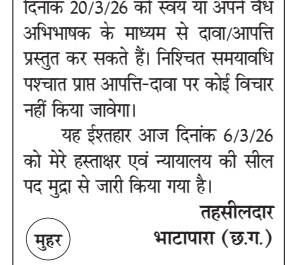 दिनांक 20/3/26 को स्वयं या अपने वैध
अभिभाषक के माध्यम से दावा/आपत्ति
प्रस्तुत कर सकते हैं। निश्चित समयावधि
पश्चात प्राप्त आपत्ति-दावा पर कोई विचार
नहीं किया जावेगा।
यह ईश्तहार आज दिनांक 6/3/26
को मेरे हस्ताक्षर एवं न्यायालय की सील
पद मुद्रा से जारी किया गया है।
तहसीलदार
मुहर भाटापारा (छ.ग.)